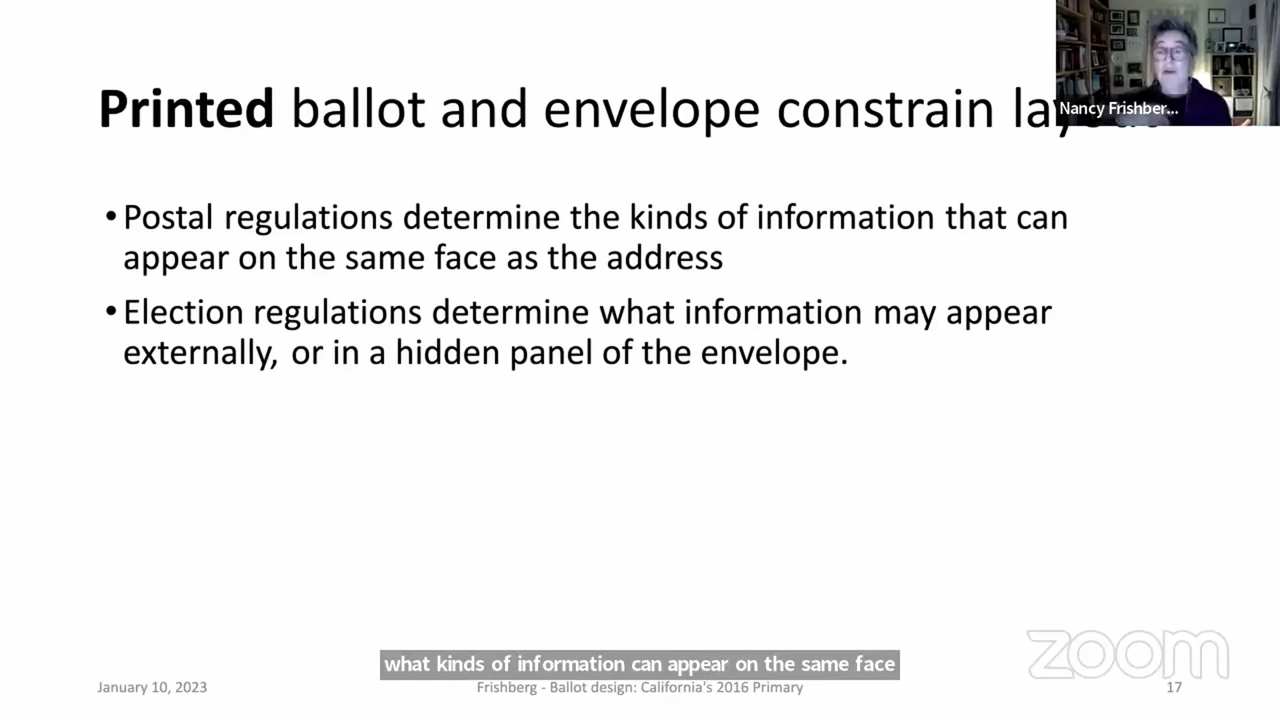 Printed ballot and envelope constrain
Nancy Frishber...
• Postal regulations determine the kinds of information that can
appear on the same face as the address
• Election regulations determine what information may appear
externally, or in a hidden panel of the envelope.
what kinds of information can appear on the same face
zoom
January 10, 2023
Frishberg - Ballot design: California's 2016 Primary
17